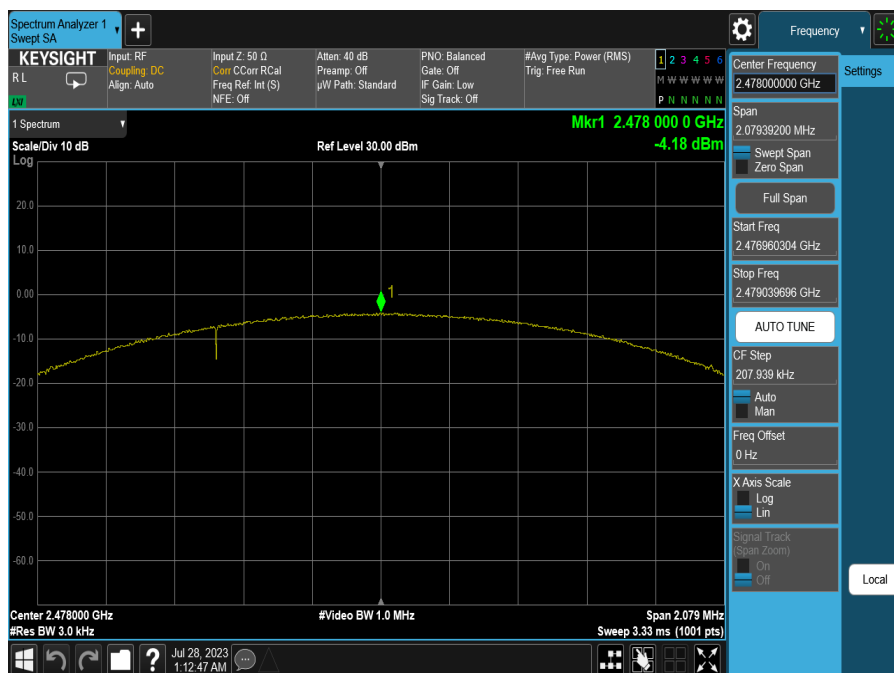 Spectrum Analyzer 1
Swept SA
+
Frequency
KEYSIGHT
R L
LXI
Input: RF
Coupling: DC
Align: Auto
Input Z: 50 Ω
Corr CCorr RCal
Freq Ref: Int (S)
NFE: Off
Atten: 40 dB
Preamp: Off
µW Path: Standard
PNO: Balanced
Gate: Off
IF Gain: Low
Sig Track: Off
#Avg Type: Power (RMS)
Trig: Free Run
1 2 3 4 5 6
M W W W W W
P N N N N N
1 Spectrum
Mkr1 2.478 000 0 GHz
Scale/Div 10 dB
Ref Level 30.00 dBm
-4.18 dBm
Log
20.0
10.0
0.00
1
-10.0
-20.0
-30.0
-40.0
-50.0
-60.0
Center 2.478000 GHz
#Video BW 1.0 MHz
Span 2.079 MHz
#Res BW 3.0 kHz
Sweep 3.33 ms (1001 pts)
Center Frequency
2.478000000 GHz
Settings
Span
2.07939200 MHz
Swept Span
Zero Span
Full Span
Start Freq
2.476960304 GHz
Stop Freq
2.479039696 GHz
AUTO TUNE
CF Step
207.939 kHz
Auto
Man
Freq Offset
0 Hz
X Axis Scale
Log
Lin
Signal Track
(Span Zoom)
On
Off
Local
?
Jul 28, 2023
1:12:47 AM